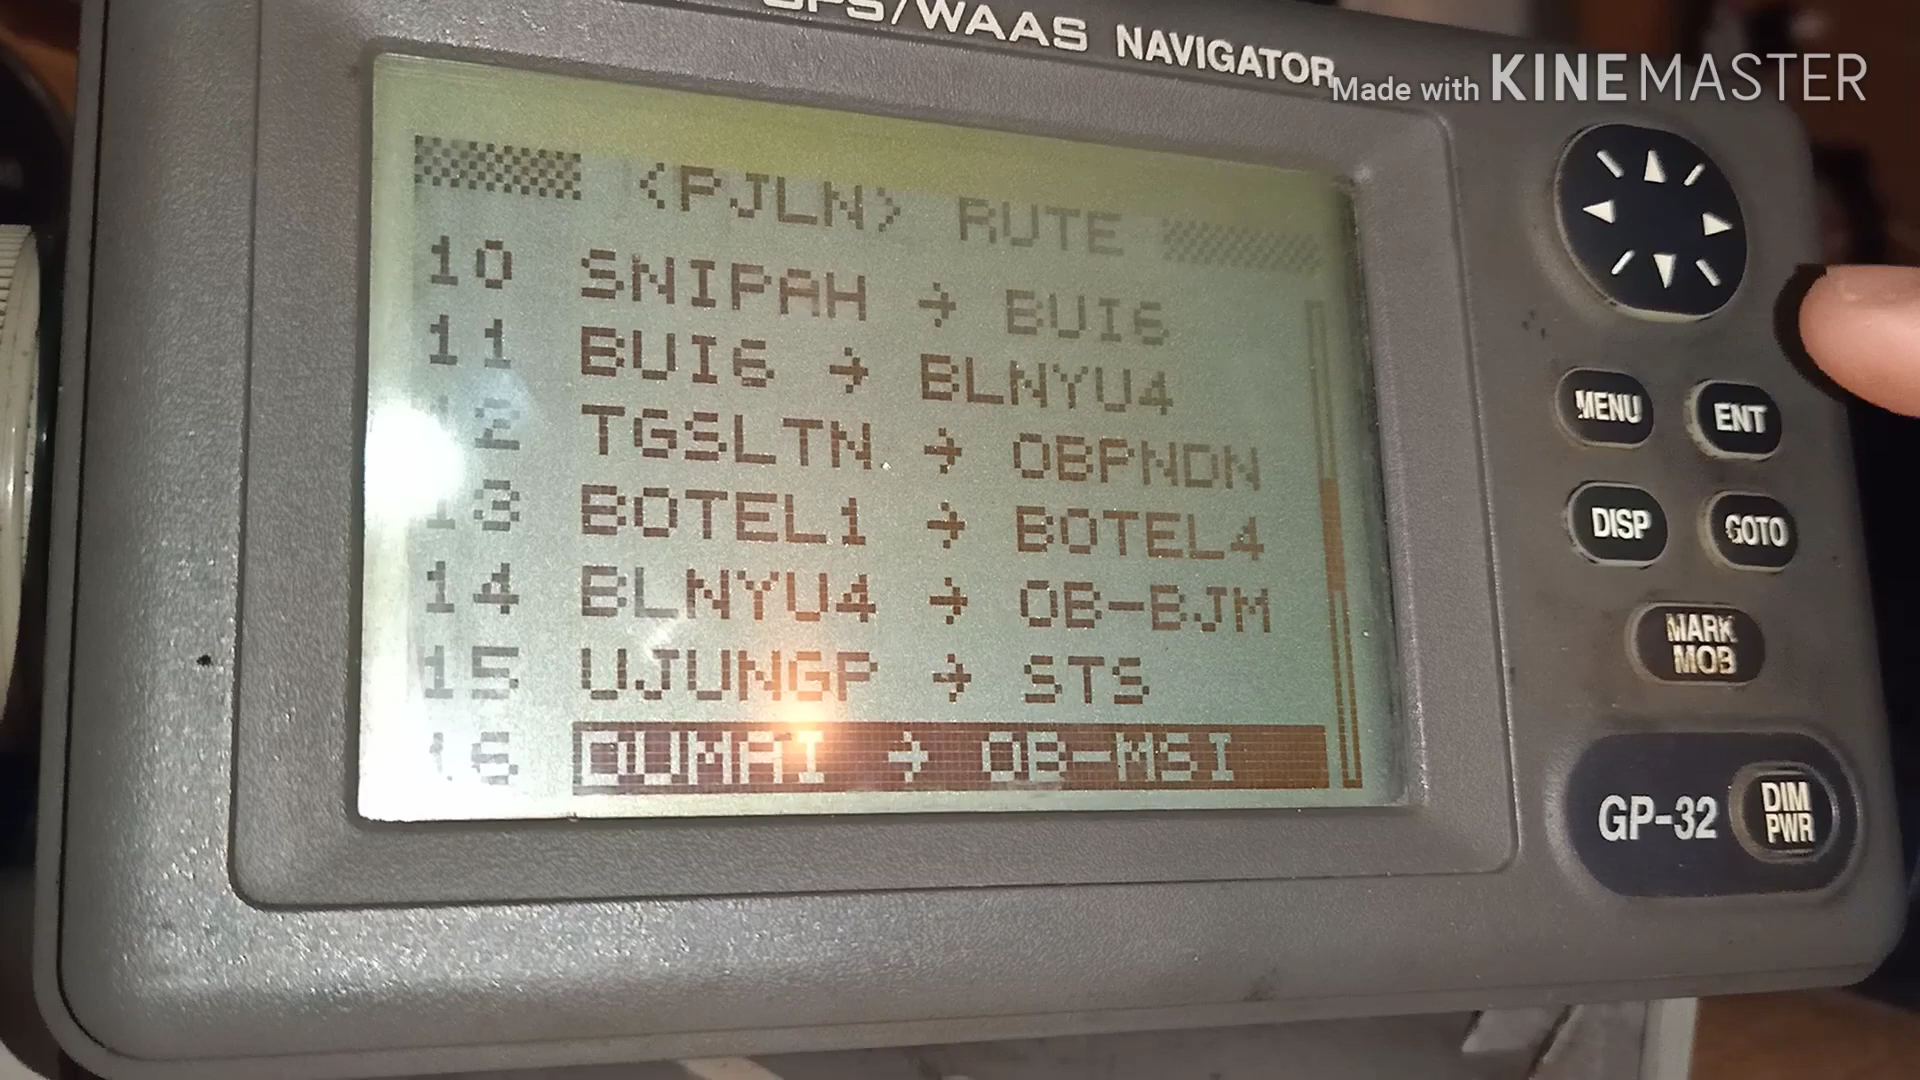 GPS/WAAS NAVIGATOR
Made with KINEMASTER
<PJLN> RUTE
10 SNIPAH → BUI6
11 BUI6 → BLNYU4
12 TGSLTN → OBPNDN
13 BOTEL1 → BOTEL4
14 BLNYU4 → OB-BJM
15 UJUNGP → STS
16 DUMAI → OB-MSI
MENU
ENT
DISP
GOTO
MARK
MOB
GP-32
DIM
PWR